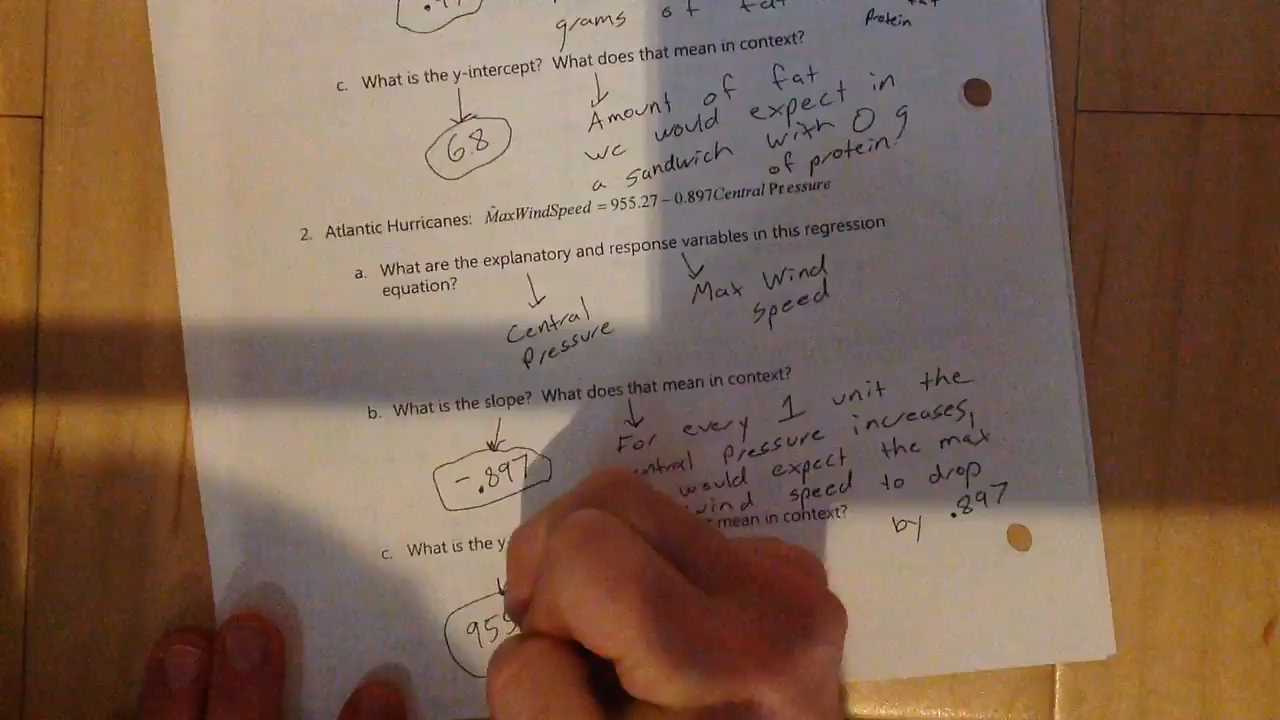 grams of fat
Protein
c. What is the y-intercept? What does that mean in context?
6.8
Amount of fat
we would expect in
a sandwich with 0 g
of protein.
2. Atlantic Hurricanes: M̂axWindSpeed = 955.27 – 0.897Central Pressure
a. What are the explanatory and response variables in this regression
equation?
Central
Pressure
Max Wind
Speed
b. What is the slope? What does that mean in context?
-.897
For every 1 unit the
pressure increases,
would expect the max
wind speed to drop
by .897
c. What is the y
mean in context?
955